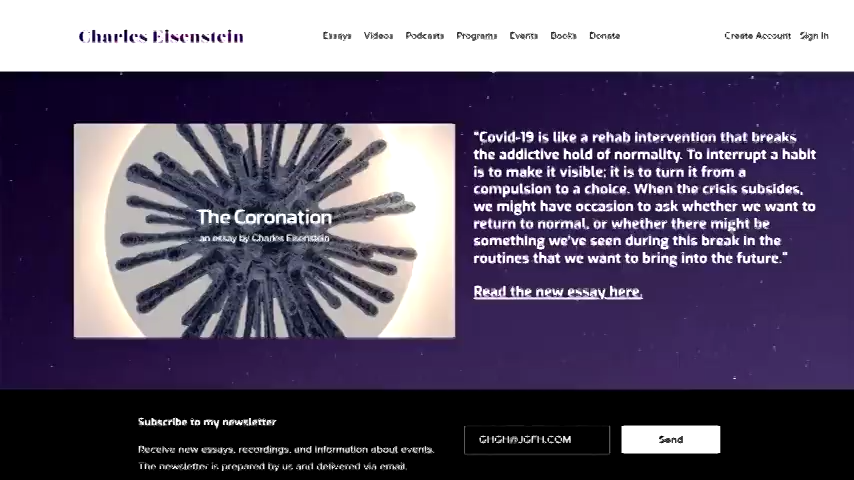 Charles Eisenstein
Essays Videos Podcasts Programs Events Books Donate
Create Account Sign In
The Coronation
an essay by Charles Eisenstein
"Covid-19 is like a rehab intervention that breaks
the addictive hold of normality. To interrupt a habit
is to make it visible; it is to turn it from a
compulsion to a choice. When the crisis subsides,
we might have occasion to ask whether we want to
return to normal, or whether there might be
something we've seen during this break in the
routines that we want to bring into the future."
Read the new essay here.
Subscribe to my newsletter
Receive new essays, recordings, and information about events.
The newsletter is prepared by us and delivered via email.
GHGH@JGFH.COM
Send